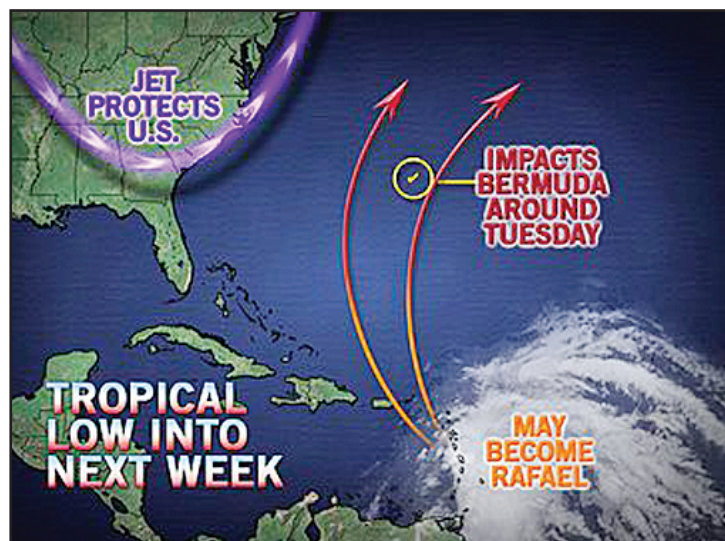 JET
PROTECTS
U.S.
IMPACTS
BERMUDA
AROUND
TUESDAY
TROPICAL
LOW INTO
NEXT WEEK
MAY
BECOME
RAFAEL